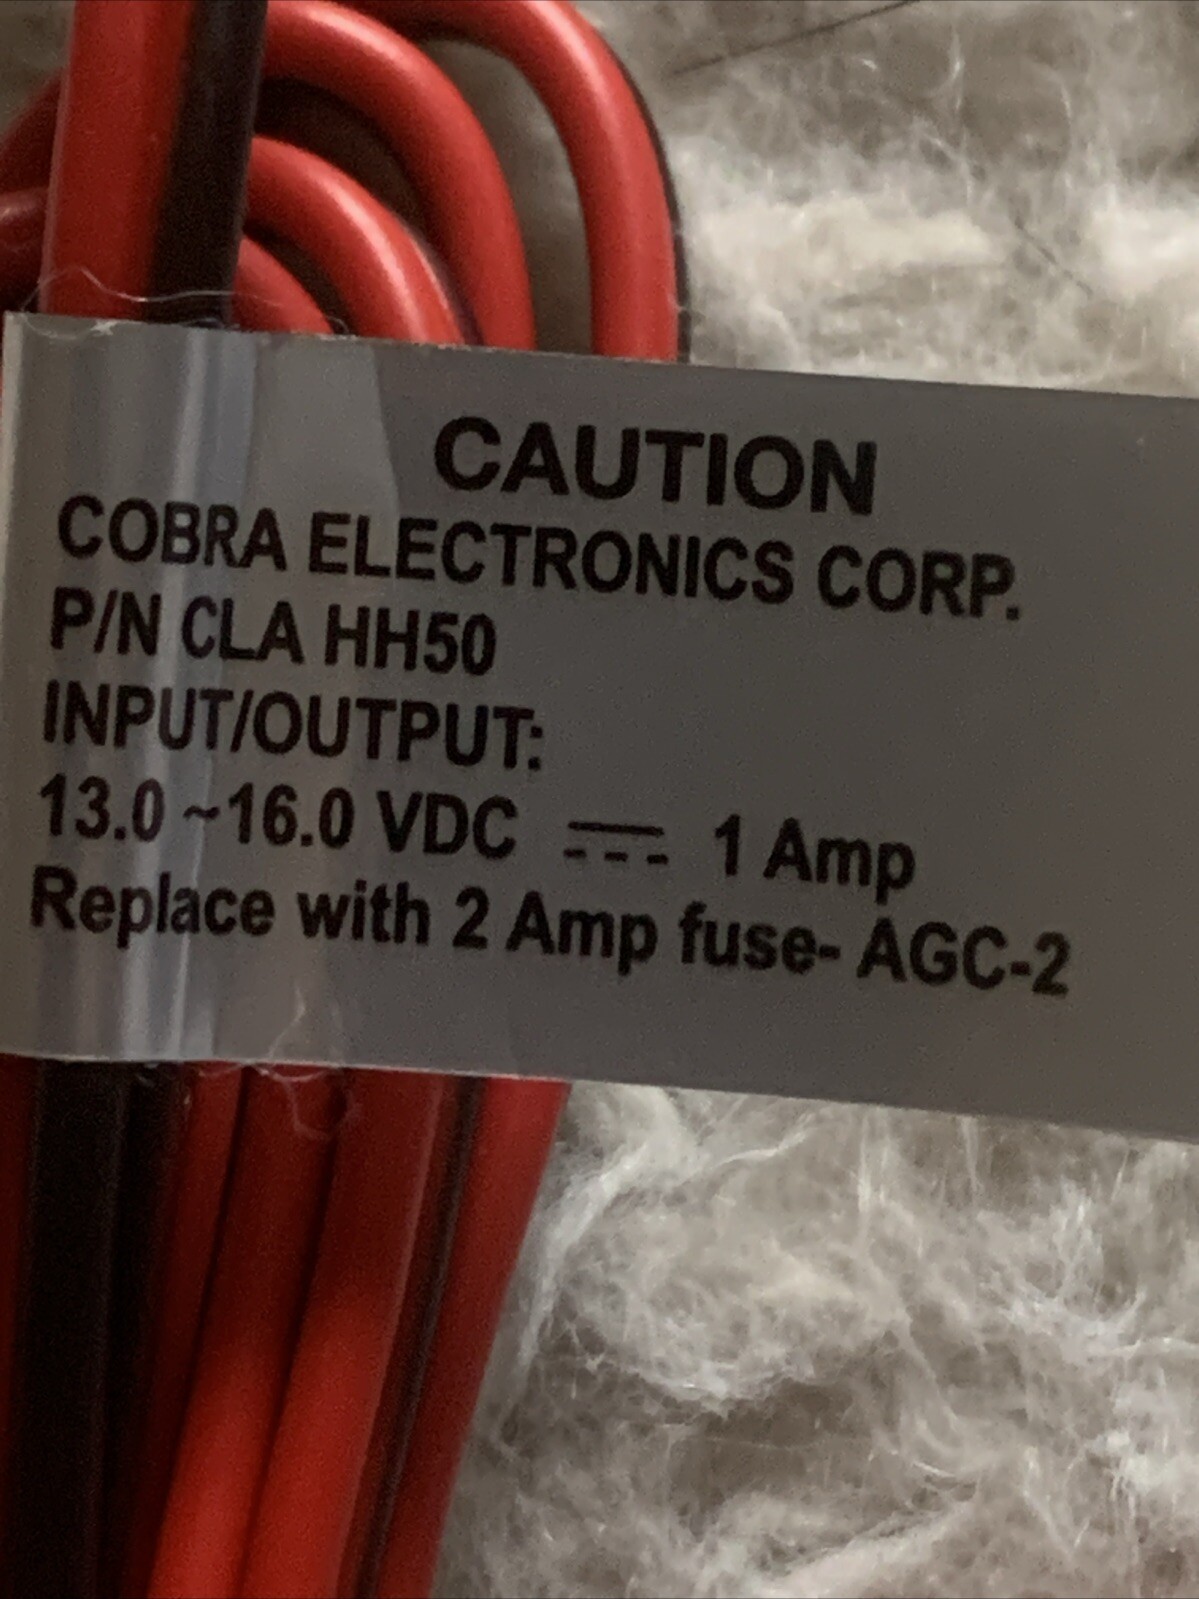 CAUTION
COBRA ELECTRONICS CORP.
P/N CLA HH50
INPUT/OUTPUT:
13.0 ~16.0 VDC ⎓ 1 Amp
Replace with 2 Amp fuse- AGC-2